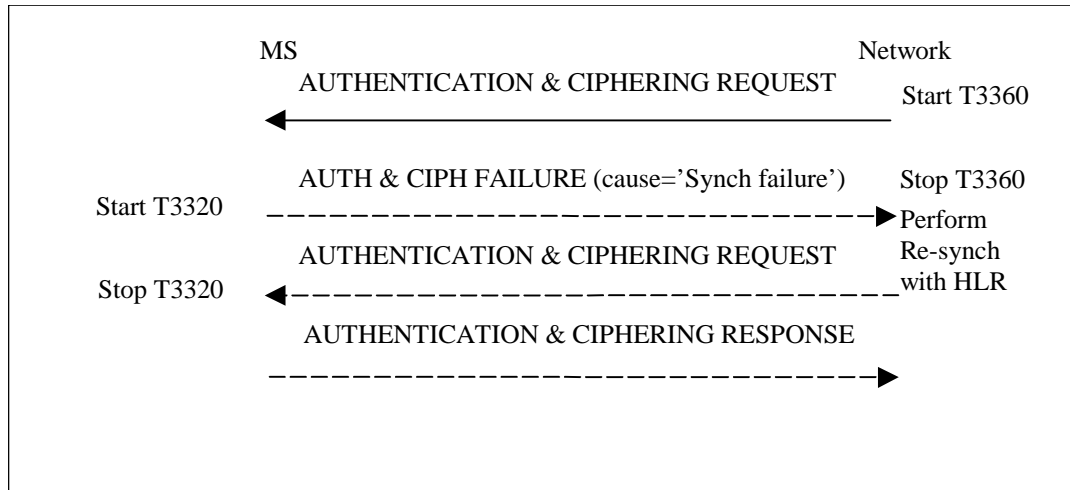 MS
Network
AUTHENTICATION & CIPHERING REQUEST
Start T3360
AUTH & CIPH FAILURE (cause=’Synch failure’)
Stop T3360
Start T3320
Perform
Re-synch
with HLR
AUTHENTICATION & CIPHERING REQUEST
Stop T3320
AUTHENTICATION & CIPHERING RESPONSE